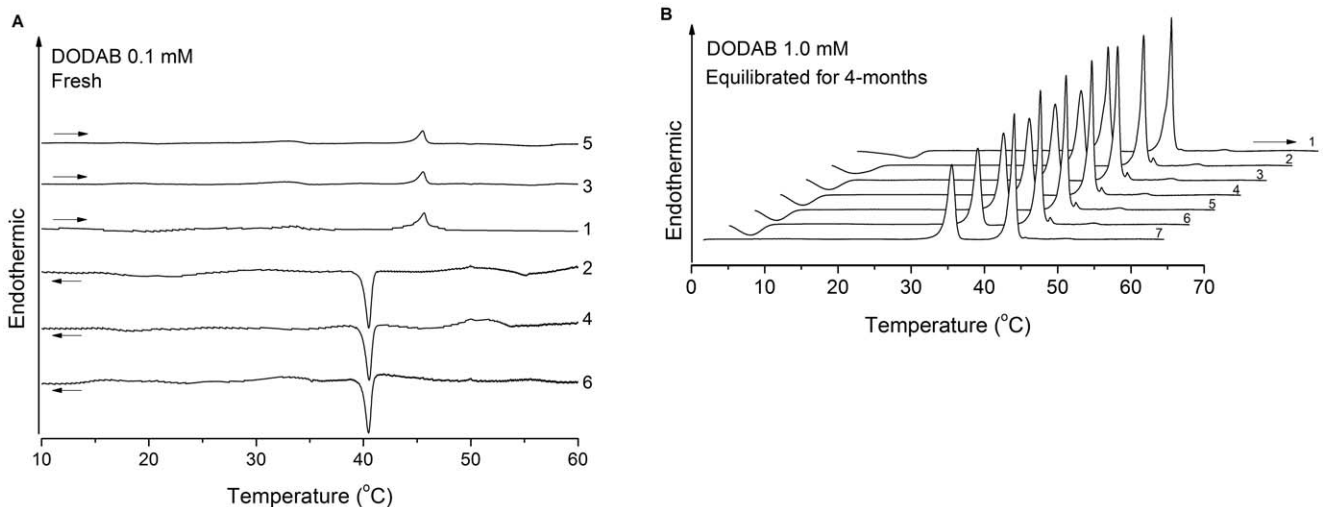 A
DODAB 0.1 mM
Fresh
5
3
1
2
4
6
Endothermic
10 20 30 40 50 60
Temperature (°C)
B
DODAB 1.0 mM
Equilibrated for 4-months
1
2
3
4
5
6
7
Endothermic
0 10 20 30 40 50 60 70
Temperature (°C)